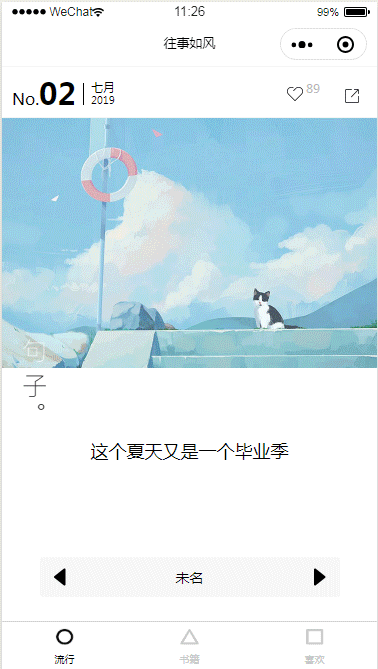 WeChat
11:26
99%
往事如风
No.02
七月
2019
89
句
子。
这个夏天又是一个毕业季
未名
流行
书籍
喜欢